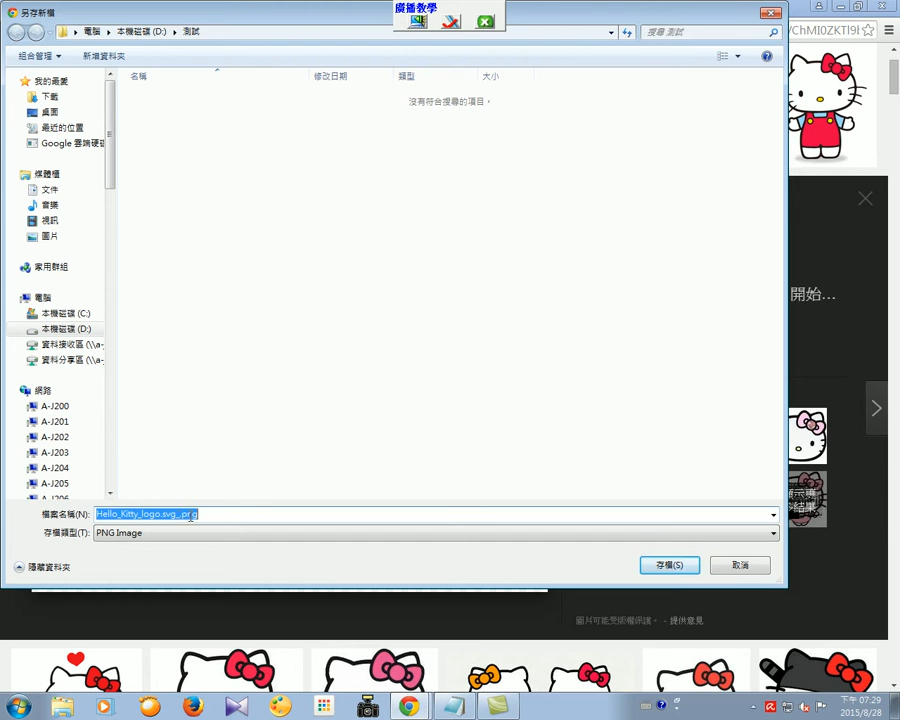 另存新檔
廣播教學
電腦 ▸ 本機磁碟 (D:) ▸ 測試
搜尋 測試
組合管理 ▾ 新增資料夾
名稱 修改日期 類型 大小
沒有符合搜尋的項目。
我的最愛
下載
桌面
最近的位置
Google 雲端硬碟
媒體櫃
文件
音樂
視訊
圖片
家用群組
電腦
本機磁碟 (C:)
本機磁碟 (D:)
資料接收區 (\\a-
資料分享區 (\\a-
網路
A-J200
A-J201
A-J202
A-J203
A-J204
A-J205
A-J206
檔案名稱(N): Hello_Kitty_logo.svg_.png
存檔類型(T): PNG Image
隱藏資料夾
存檔(S) 取消
/ChMI0ZKTl9l
開始...
圖片可能受版權保護。 - 提供意見
下午 07:29
2015/8/28